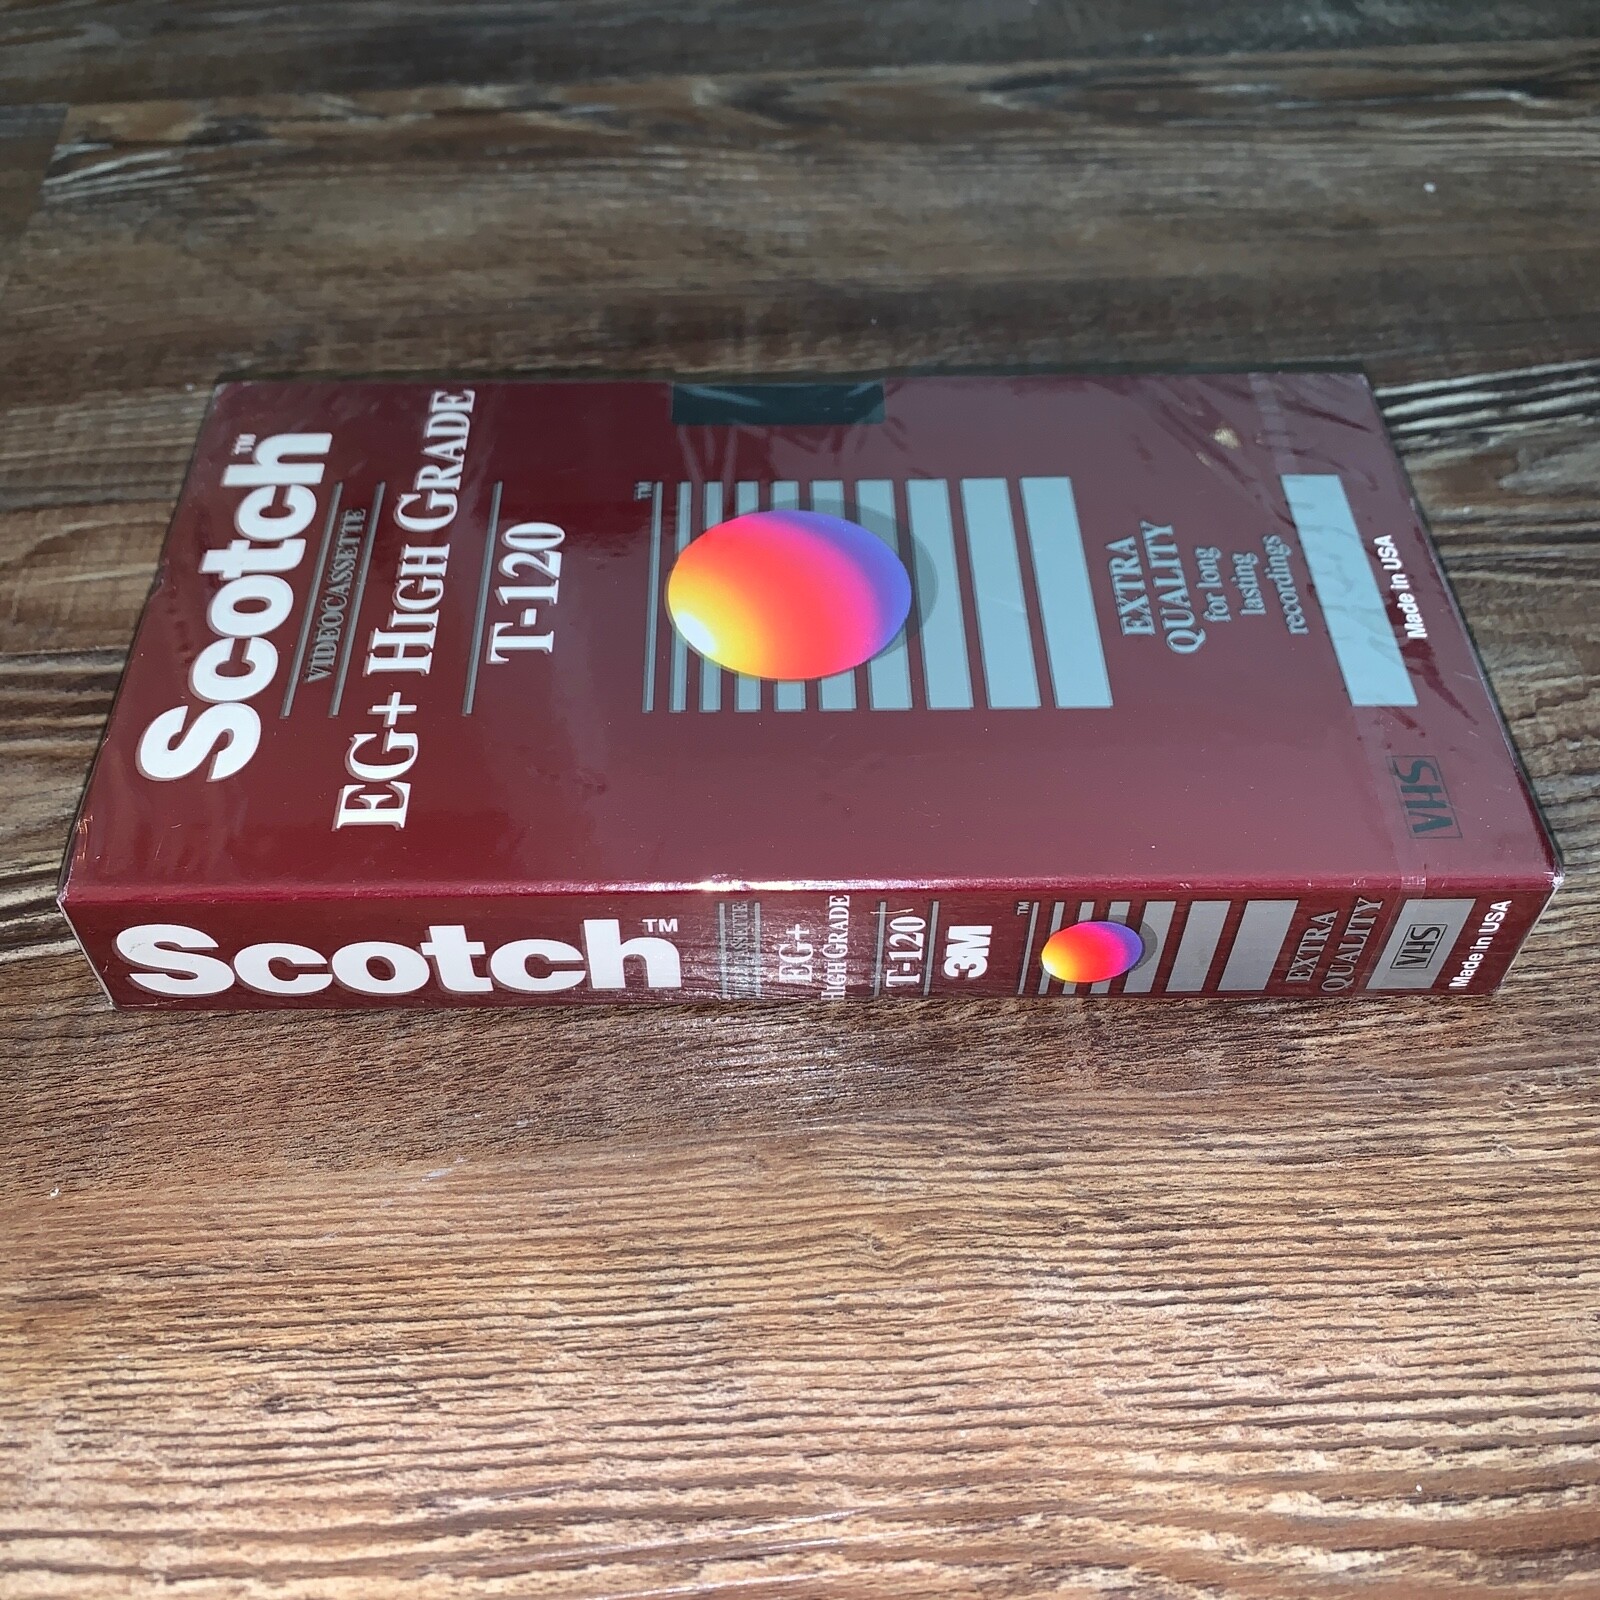 Scotch™
VIDEOCASSETTE
EG+ HIGH GRADE
T-120
TM
EXTRA
QUALITY
for long
lasting
recordings
VHS
Made in USA
Scotch™
VIDEOCASSETTE
EG+
HIGH GRADE
T-120
3M
TM
EXTRA
QUALITY
VHS
Made in USA